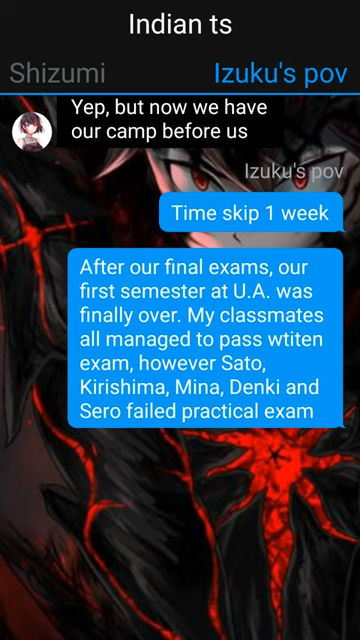 Indian ts
Shizumi
Izuku's pov
Yep, but now we have
our camp before us
Izuku's pov
Time skip 1 week
After our final exams, our
first semester at U.A. was
finally over. My classmates
all managed to pass wtiten
exam, however Sato,
Kirishima, Mina, Denki and
Sero failed practical exam